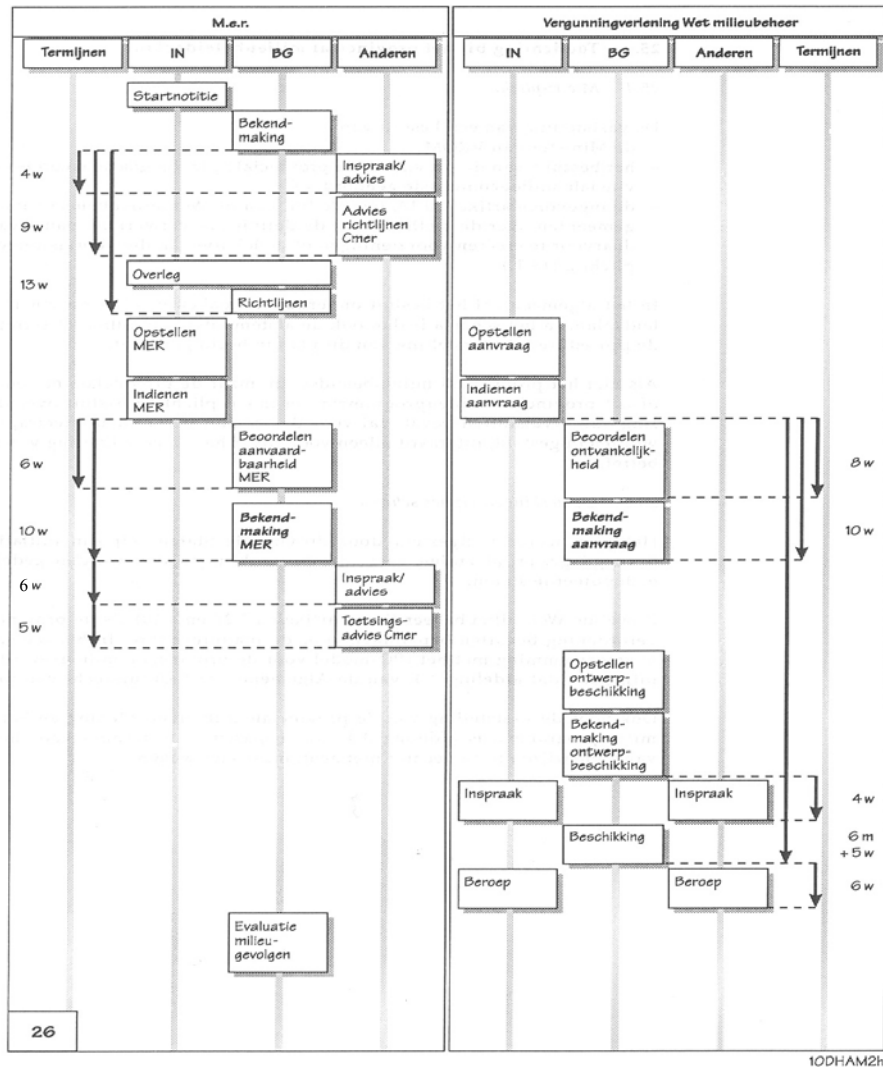 M.e.r.
Termijnen IN BG Anderen
Startnotitie
Bekend-
making
4 w
Inspraak/
advies
9 w
Advies
richtlijnen
Cmer
13 w
Overleg
Richtlijnen
Opstellen
MER
Indienen
MER
6 w
Beoordelen
aanvaard-
baarheid
MER
10 w
Bekend-
making
MER
6 w
Inspraak/
advies
5 w
Toetsings-
advies Cmer
Evaluatie
milieu-
gevolgen
26
Vergunningverlening Wet milieubeheer
IN BG Anderen Termijnen
Opstellen
aanvraag
Indienen
aanvraag
Beoordelen
ontvankelijk-
heid
8 w
Bekend-
making
aanvraag
10 w
Opstellen
ontwerp-
beschikking
Bekend-
making
ontwerp-
beschikking
Inspraak Inspraak 4 w
Beschikking
6 m
+ 5 w
Beroep Beroep 6 w
10DHAM2h